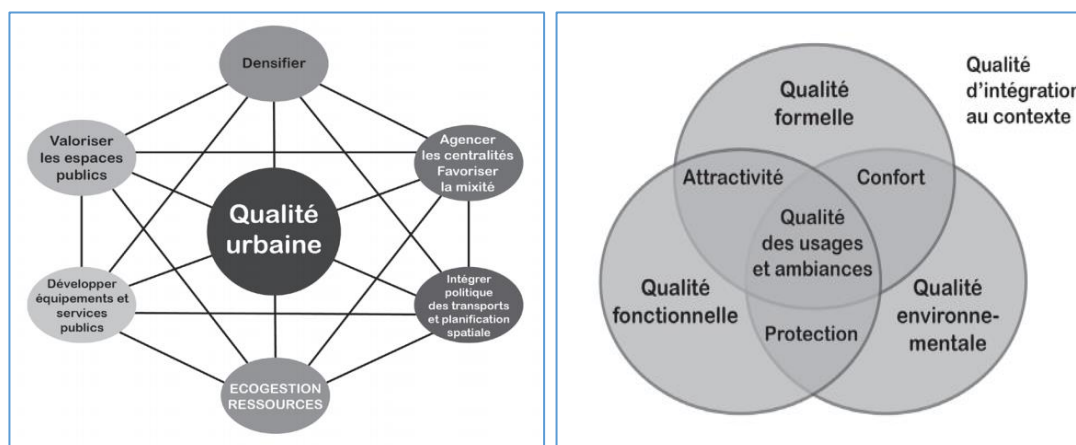 Densifier
Valoriser
les espaces
publics
Agencer
les centralités
Favoriser
la mixité
Qualité
urbaine
Développer
équipements et
services
publics
Intégrer
politique
des transports
et planification
spatiale
ECOGESTION
RESSOURCES
Qualité
d'intégration
au contexte
Qualité
formelle
Attractivité
Confort
Qualité
des usages
et ambiances
Qualité
fonctionnelle
Qualité
environne-
mentale
Protection